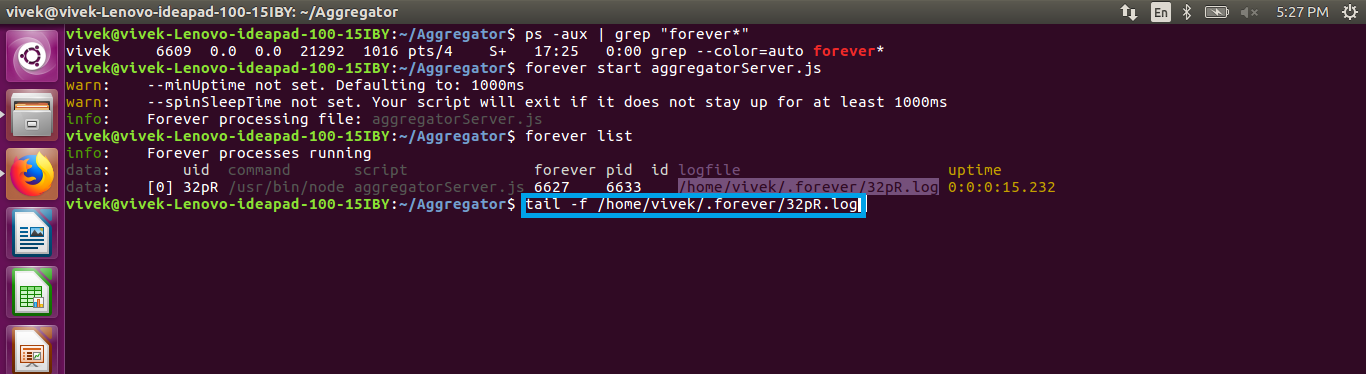 vivek@vivek-Lenovo-ideapad-100-15IBY: ~/Aggregator En 5:27 PM
vivek@vivek-Lenovo-ideapad-100-15IBY:~/Aggregator$ ps -aux | grep "forever*"
vivek     6609  0.0  0.0  21292  1016 pts/4    S+   17:25   0:00 grep --color=auto forever*
vivek@vivek-Lenovo-ideapad-100-15IBY:~/Aggregator$ forever start aggregatorServer.js
warn:    --minUptime not set. Defaulting to: 1000ms
warn:    --spinSleepTime not set. Your script will exit if it does not stay up for at least 1000ms
info:    Forever processing file: aggregatorServer.js
vivek@vivek-Lenovo-ideapad-100-15IBY:~/Aggregator$ forever list
info:    Forever processes running
data:        uid  command       script              forever pid  id logfile                       uptime
data:    [0] 32pR /usr/bin/node aggregatorServer.js 6627    6633    /home/vivek/.forever/32pR.log 0:0:0:15.232
vivek@vivek-Lenovo-ideapad-100-15IBY:~/Aggregator$ tail -f /home/vivek/.forever/32pR.log